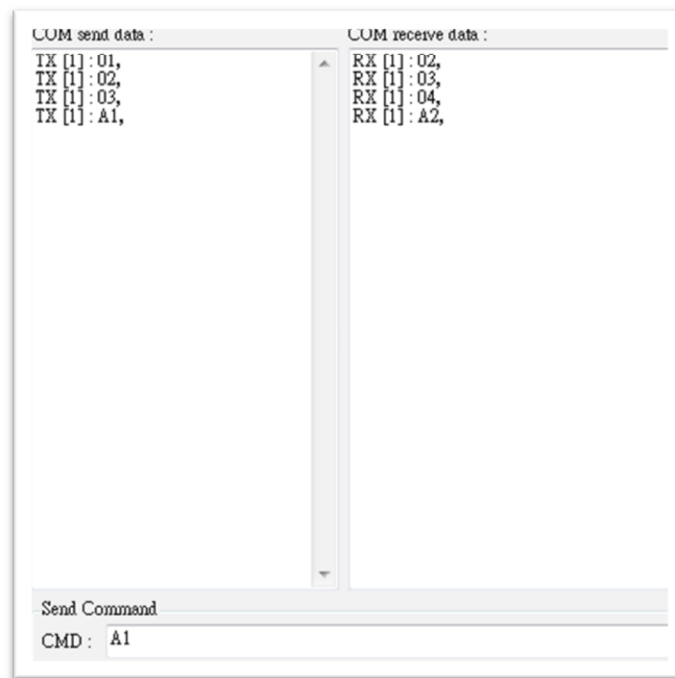 COM send data :
TX [1] : 01,
TX [1] : 02,
TX [1] : 03,
TX [1] : A1,
COM receive data :
RX [1] : 02,
RX [1] : 03,
RX [1] : 04,
RX [1] : A2,
Send Command
CMD : A1